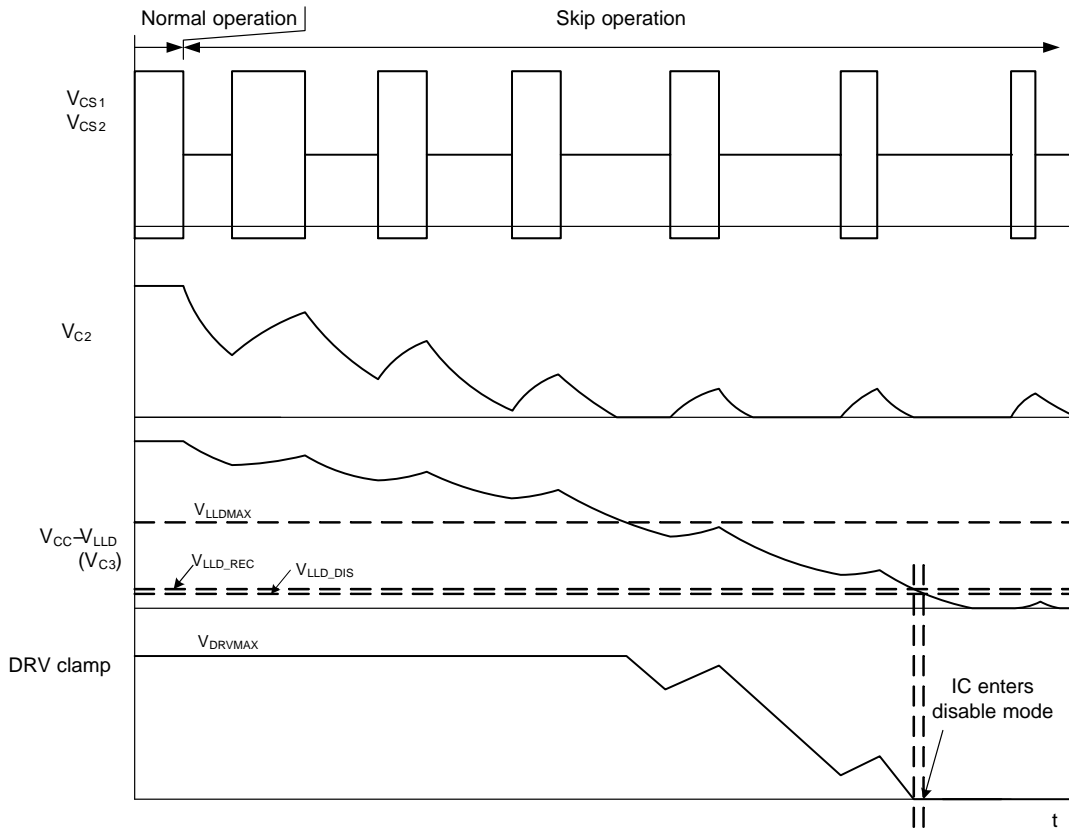 Normal operation
Skip operation
VCS1
VCS2
VC2
VLLDMAX
VCC–VLLD
(VC3)
VLLD_REC
VLLD_DIS
VDRVMAX
DRV clamp
IC enters
disable mode
t